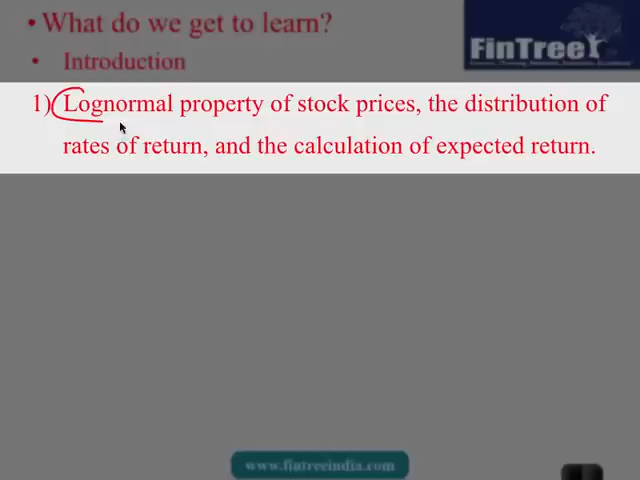 • What do we get to learn?
FinTree
• Introduction
1) Lognormal property of stock prices, the distribution of
rates of return, and the calculation of expected return.
www.fintreeindia.com